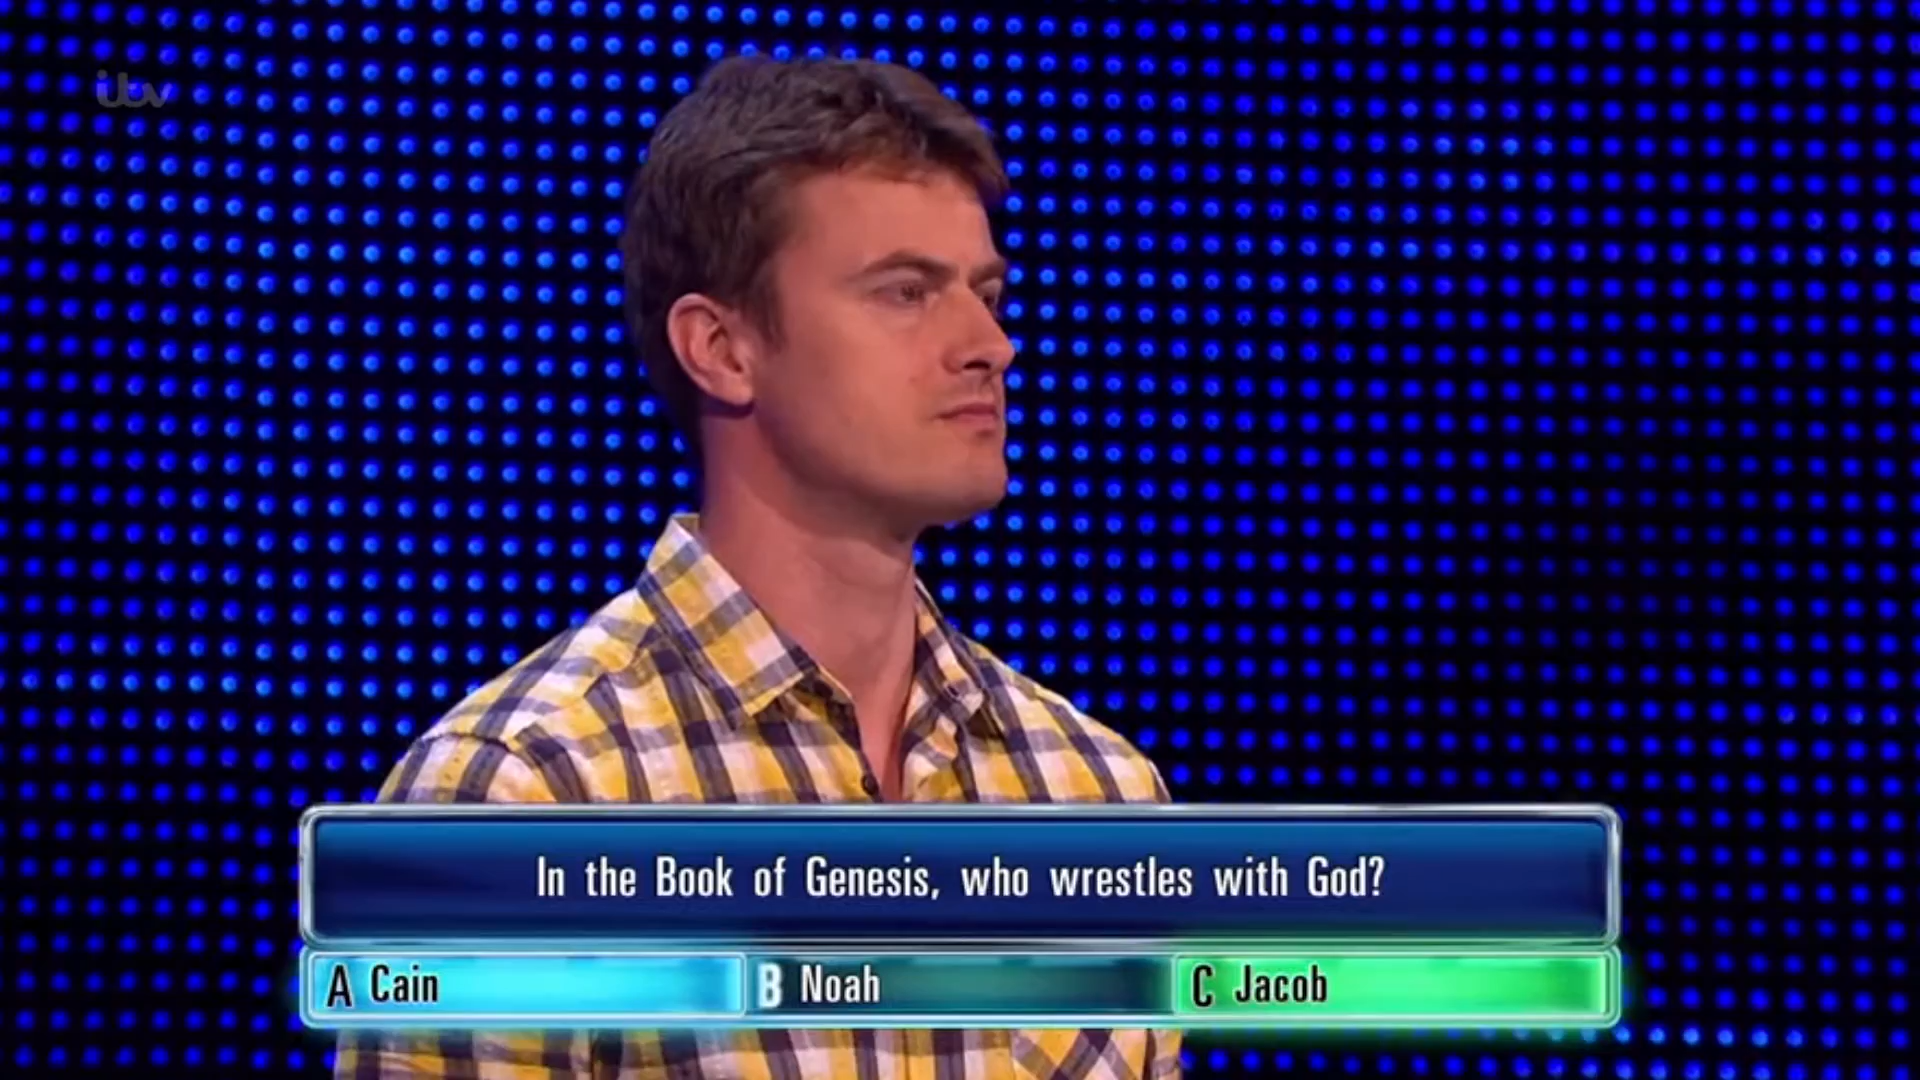 itv
In the Book of Genesis, who wrestles with God?
A Cain
B Noah
C Jacob